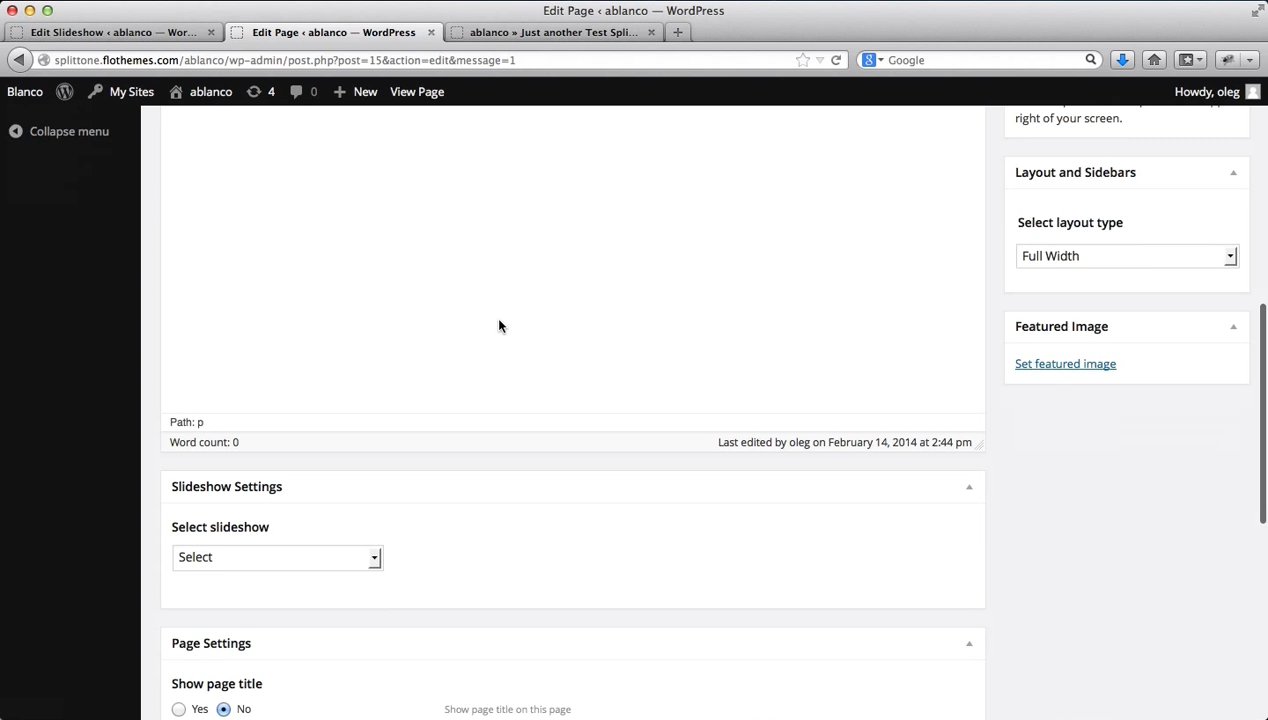 Edit Page ‹ ablanco — WordPress
Edit Slideshow ‹ ablanco — Wor...
Edit Page ‹ ablanco — WordPress
ablanco » Just another Test Spli...
splittone.flothemes.com/ablanco/wp-admin/post.php?post=15&action=edit&message=1
Google
Blanco
My Sites
ablanco
4
0
New
View Page
Howdy, oleg
Collapse menu
right of your screen.
Layout and Sidebars
Select layout type
Full Width
Featured Image
Set featured image
Path: p
Word count: 0
Last edited by oleg on February 14, 2014 at 2:44 pm
Slideshow Settings
Select slideshow
Select
Page Settings
Show page title
Yes
No
Show page title on this page